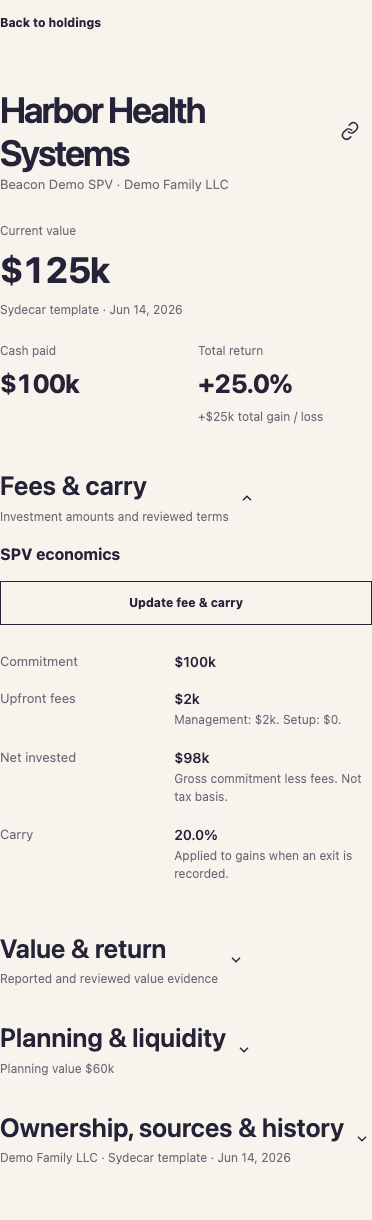 Back to holdings
Harbor Health
Systems
Beacon Demo SPV · Demo Family LLC
Current value
$125k
Sydecar template · Jun 14, 2026
Cash paid
Total return
$100k
+25.0%
+$25k total gain / loss
Fees & carry
Investment amounts and reviewed terms
SPV economics
Update fee & carry
Commitment
$100k
Upfront fees
$2k
Management: $2k. Setup: $0.
Net invested
$98k
Gross commitment less fees. Not
tax basis.
Carry
20.0%
Applied to gains when an exit is
recorded.
Value & return
Reported and reviewed value evidence
Planning & liquidity
Planning value $60k
Ownership, sources & history
Demo Family LLC · Sydecar template · Jun 14, 2026